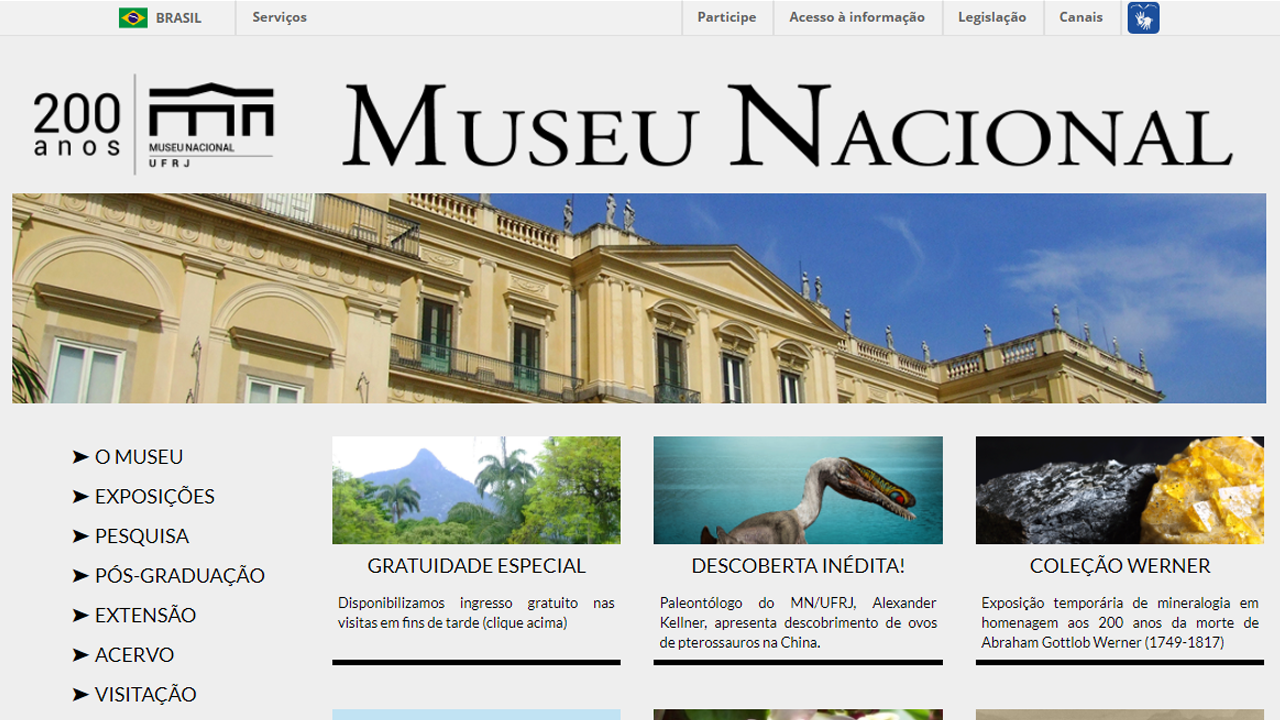 BRASIL
Serviços
Participe
Acesso à informação
Legislação
Canais
200
anos
MUSEU NACIONAL
UFRJ
MUSEU NACIONAL
O MUSEU
EXPOSIÇÕES
PESQUISA
PÓS-GRADUAÇÃO
EXTENSÃO
ACERVO
VISITAÇÃO
GRATUIDADE ESPECIAL
Disponibilizamos ingresso gratuito nas
visitas em fins de tarde (clique acima)
DESCOBERTA INÉDITA!
Paleontólogo do MN/UFRJ, Alexander
Kellner, apresenta descobrimento de ovos
de pterossauros na China.
COLEÇÃO WERNER
Exposição temporária de mineralogia em
homenagem aos 200 anos da morte de
Abraham Gottlob Werner (1749-1817)